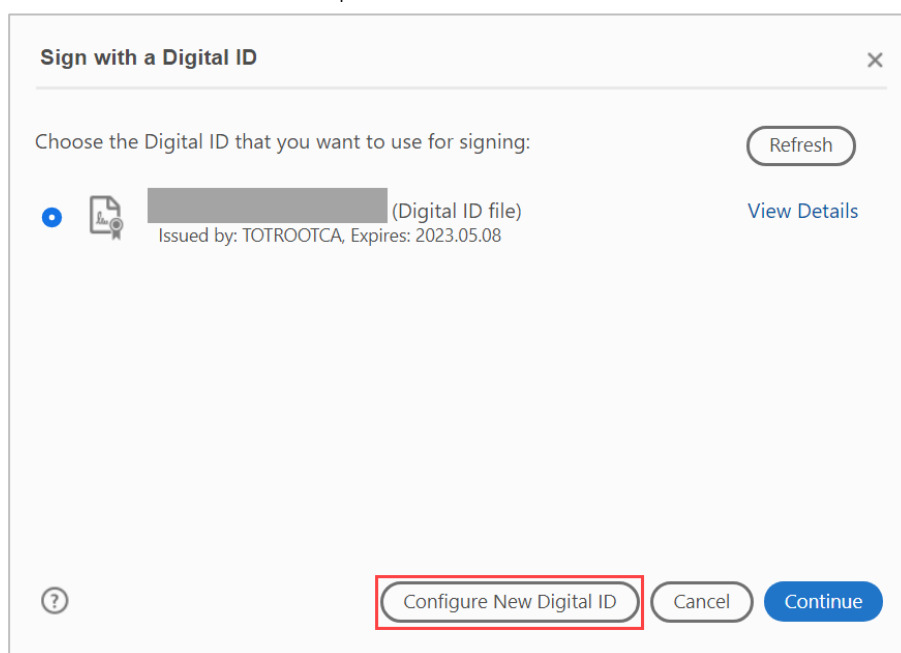 Sign with a Digital ID
Choose the Digital ID that you want to use for signing:
Refresh
(Digital ID file)
View Details
Issued by: TOTROOTCA, Expires: 2023.05.08
Configure New Digital ID
Cancel
Continue